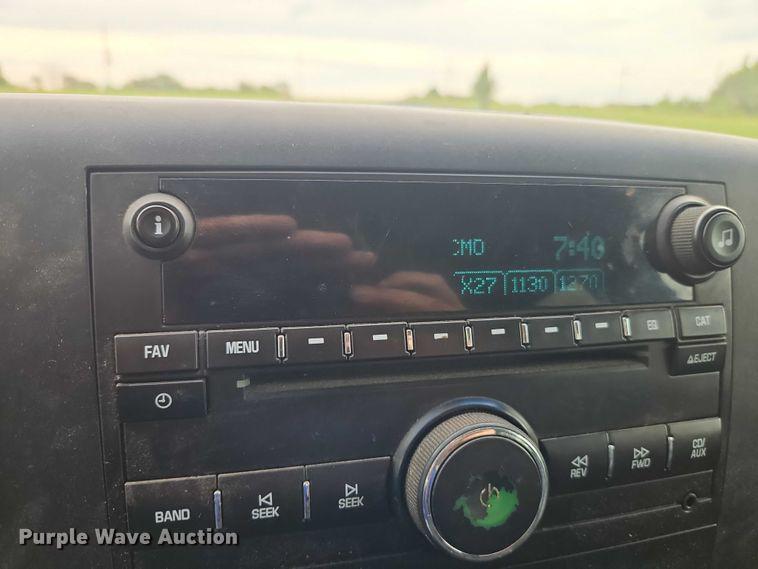 i
CMO 7:40
X27 1130 1270
FAV MENU EQ CAT
EJECT
BAND SEEK SEEK REV FWD CD/AUX
Purple Wave Auction